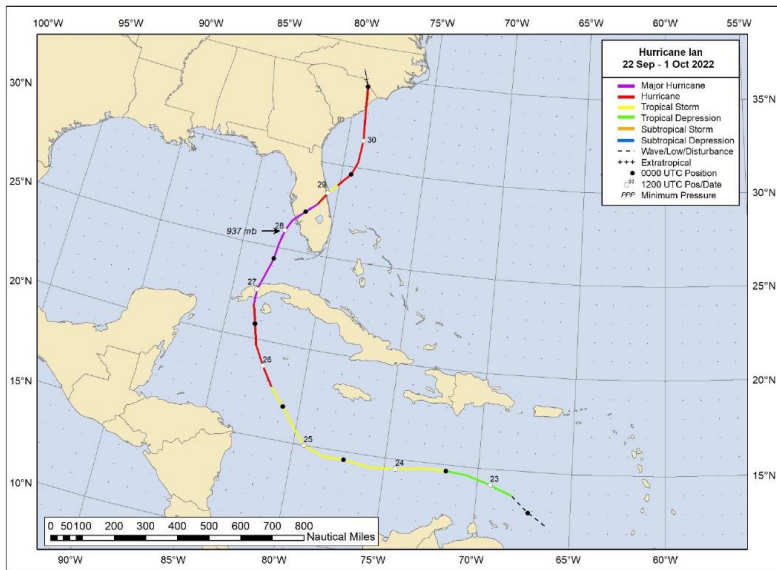 100°W 95°W 90°W 85°W 80°W 75°W 70°W 65°W 60°W 55°W
Hurricane Ian
22 Sep - 1 Oct 2022
Major Hurricane
Hurricane
Tropical Storm
Tropical Depression
Subtropical Storm
Subtropical Depression
Wave/Low/Disturbance
Extratropical
0000 UTC Position
1200 UTC Pos/Date
Minimum Pressure
30°N
35°N
30
25°N
29
30°N
28
937 mb
20°N
27
25°N
26
15°N
20°N
25
24
23
10°N
15°N
10°N
0 50 100 200 300 400 500 600 700 800
Nautical Miles
90°W 85°W 80°W 75°W 70°W 65°W 60°W